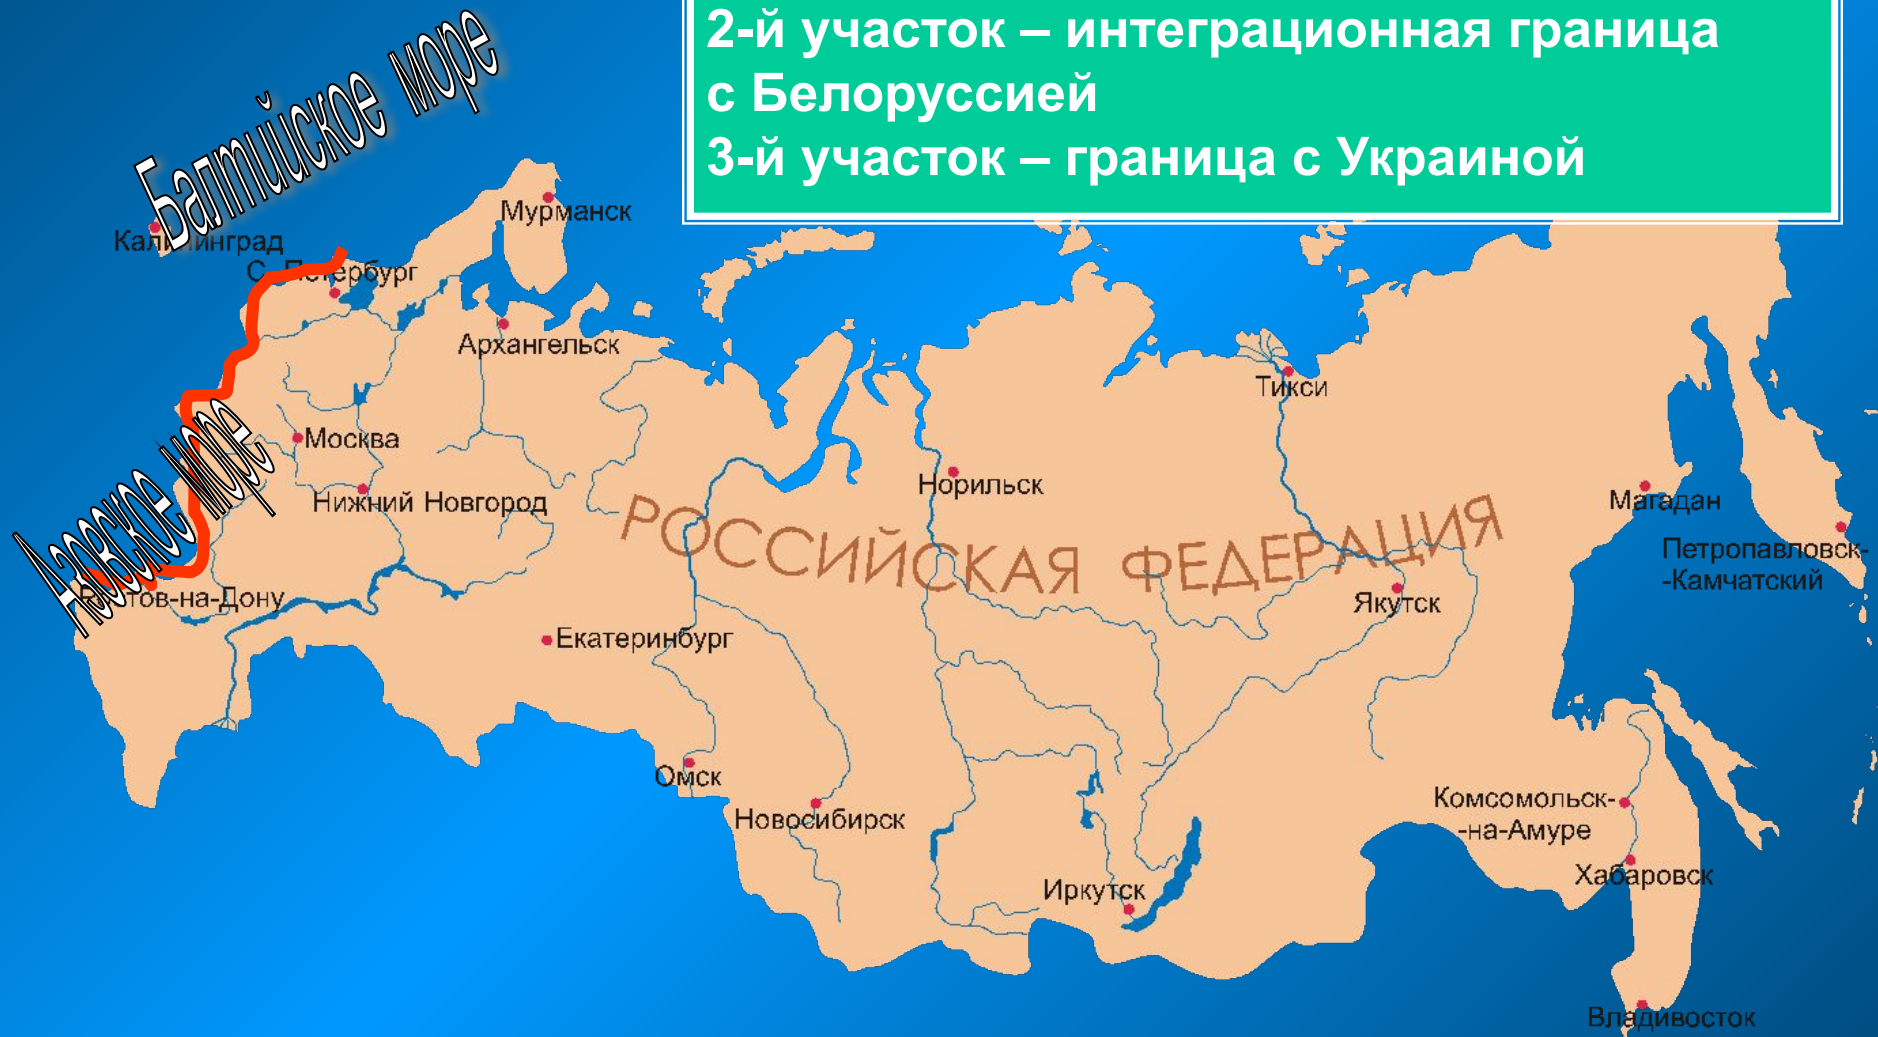 2-й участок – интеграционная граница
с Белоруссией
3-й участок – граница с Украиной
Балтийское море
Мурманск
Калининград
С.-Петербург
Архангельск
Тикси
Азовское море
Москва
Норильск
Нижний Новгород
Магадан
РОССИЙСКАЯ ФЕДЕРАЦИЯ
Петропавловск-
-Камчатский
Ростов-на-Дону
Якутск
Екатеринбург
Омск
Новосибирск
Комсомольск-
-на-Амуре
Хабаровск
Иркутск
Владивосток